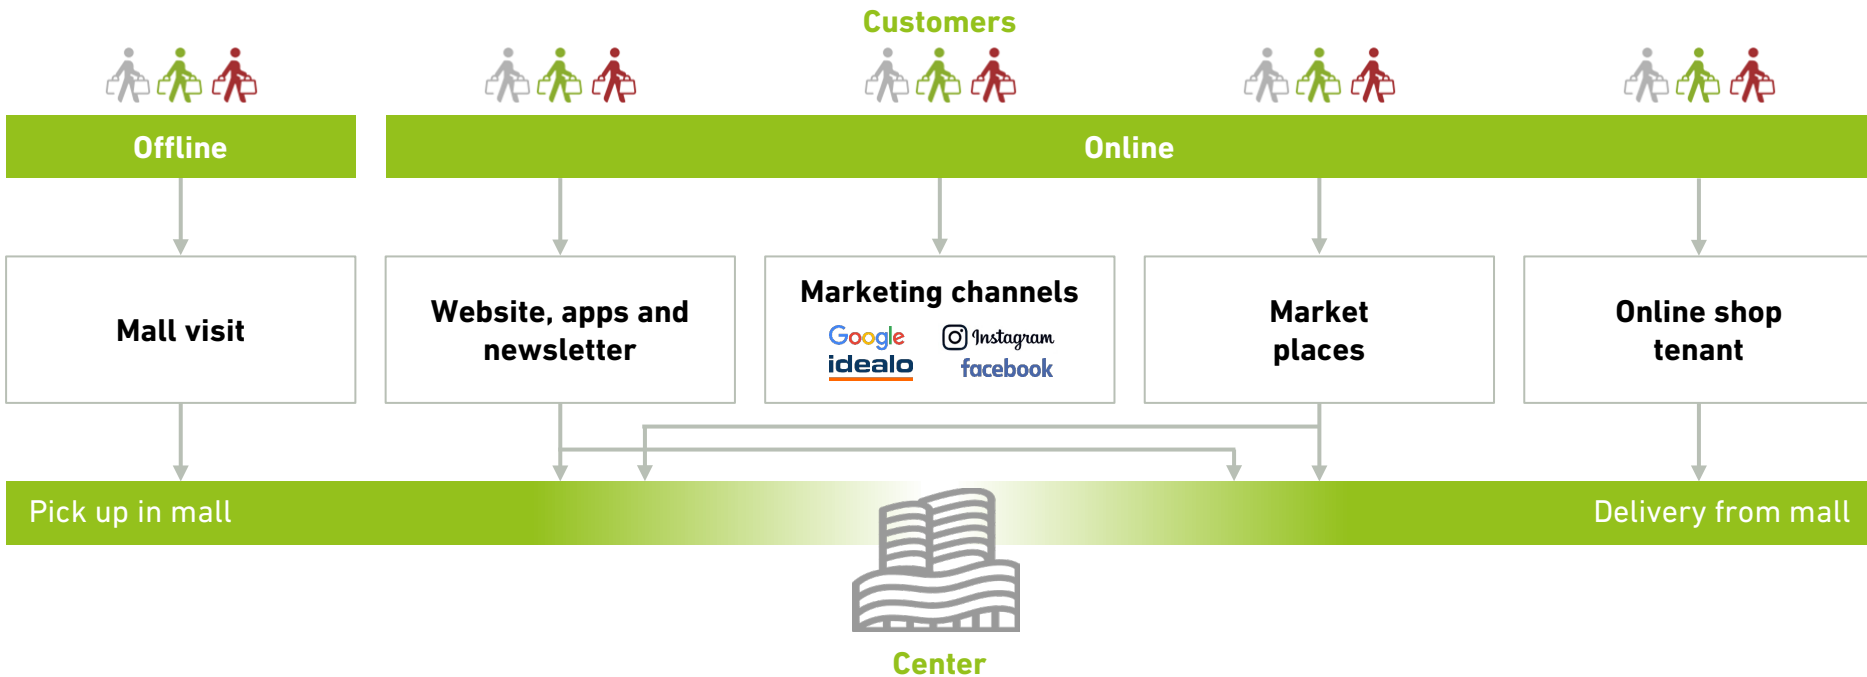 Customers
Offline
Online
Mall visit
Website, apps and
newsletter
Marketing channels
Google
Instagram
idealo
facebook
Market
places
Online shop
tenant
Pick up in mall
Delivery from mall
Center